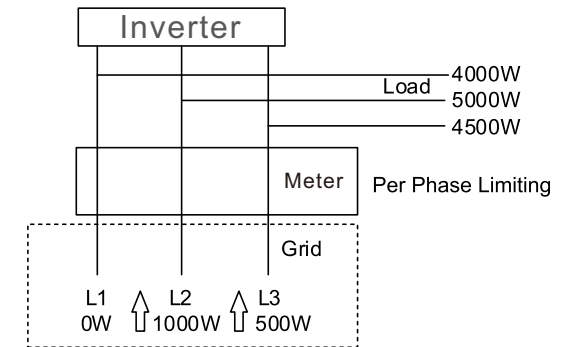 Inverter
4000W
Load
5000W
4500W
Meter
Per Phase Limiting
Grid
L1 L2 L3
0W 1000W 500W